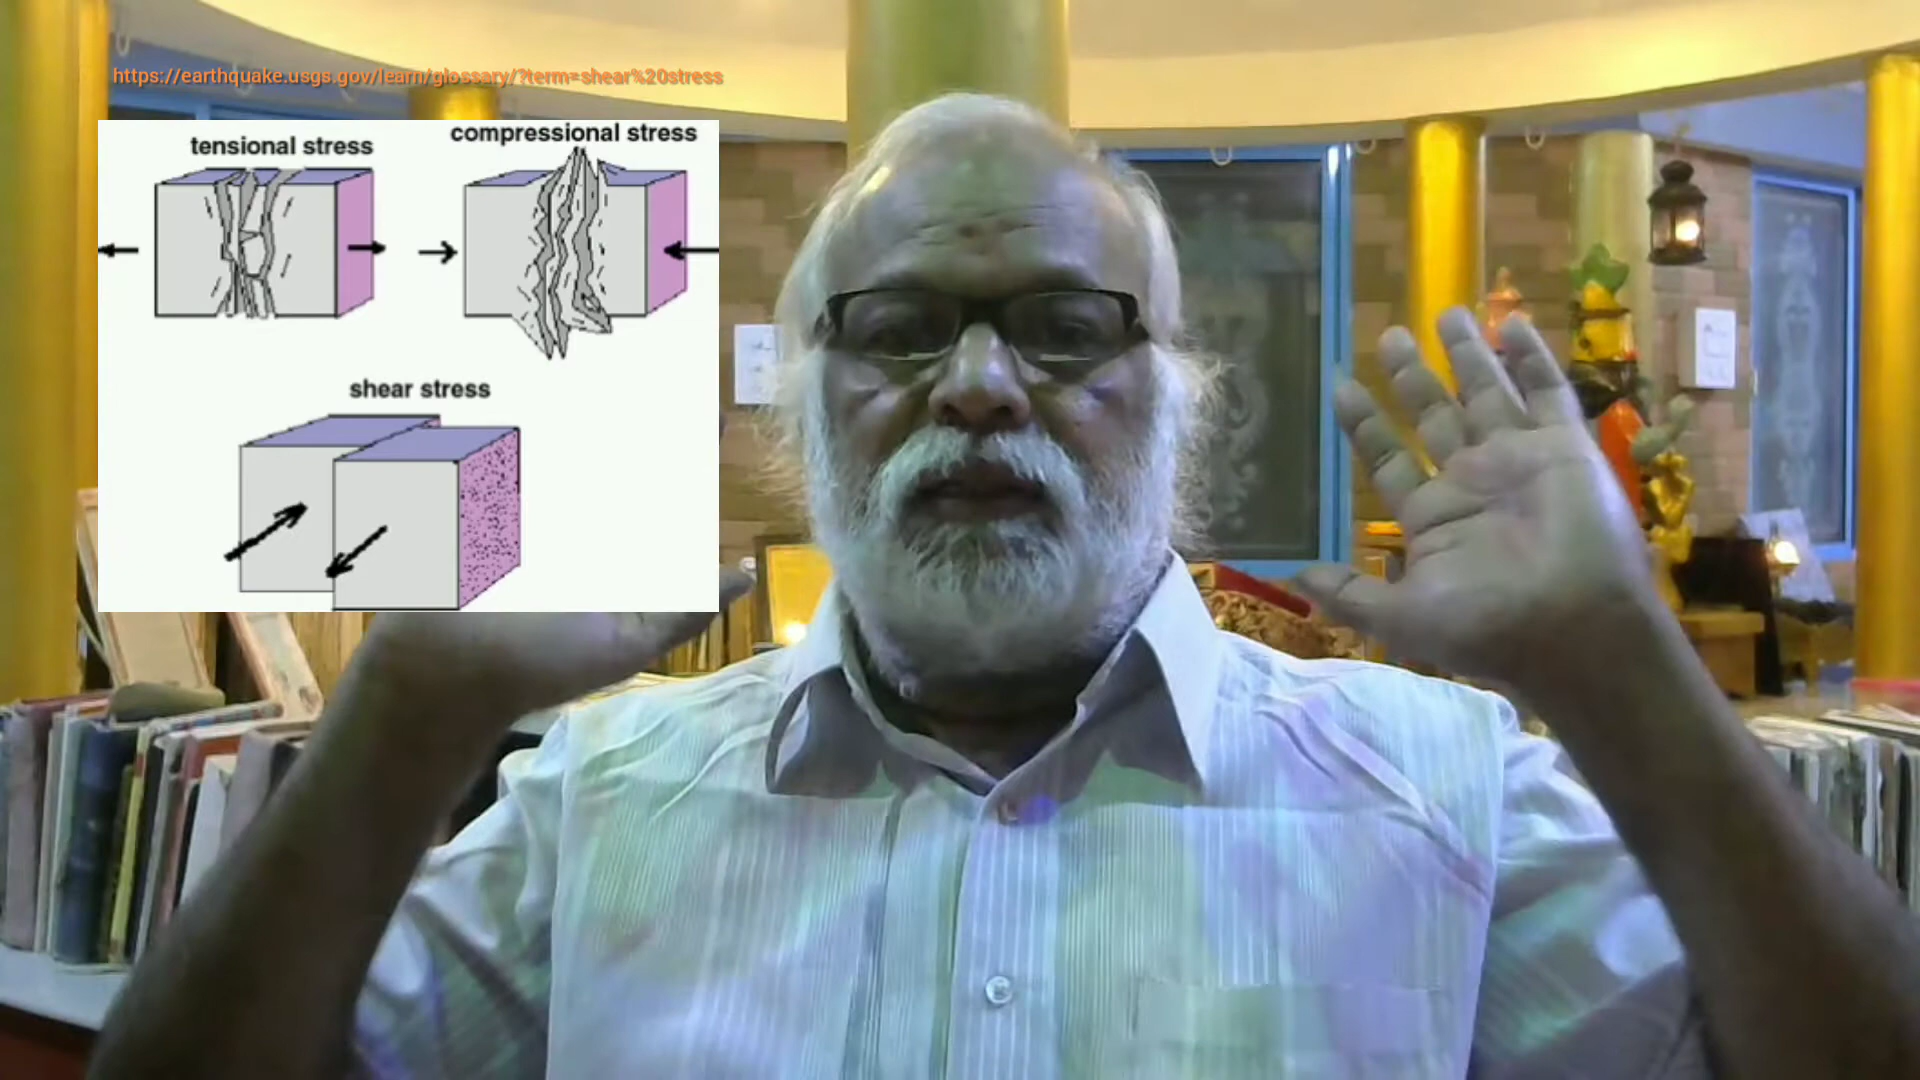 https://earthquake.usgs.gov/learn/glossary/?term=shear%20stress
tensional stress
compressional stress
shear stress